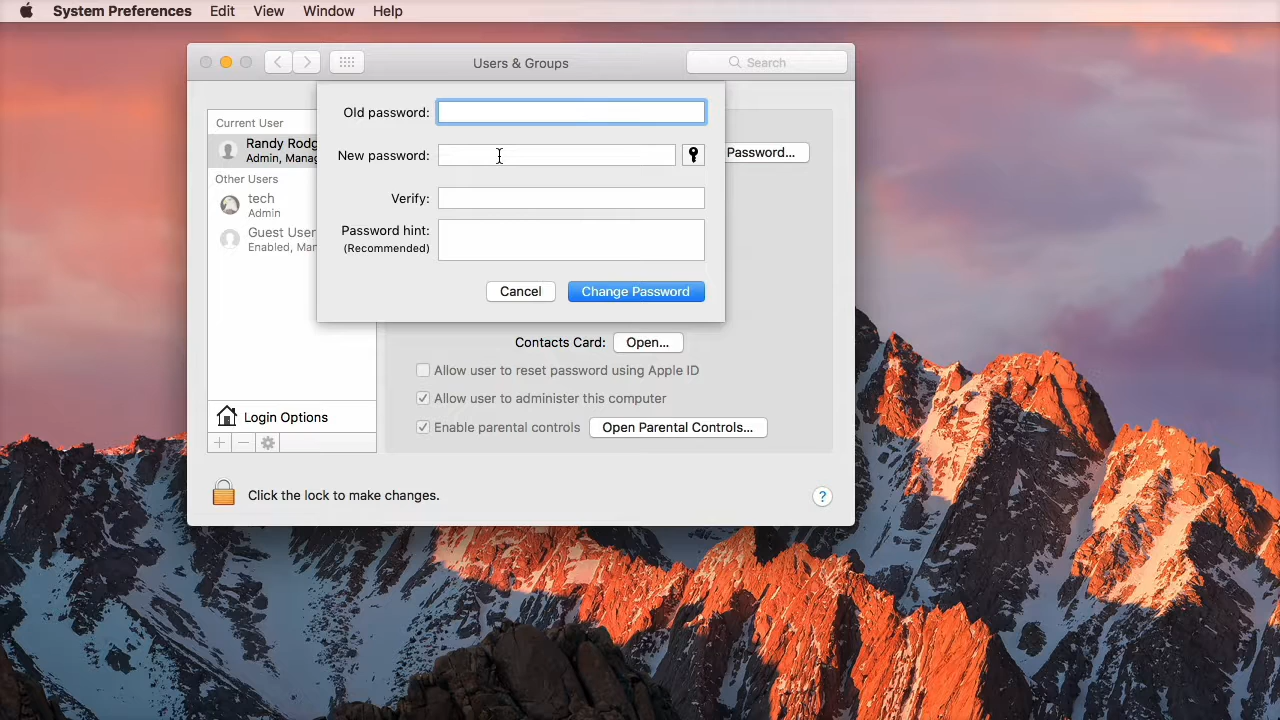 System Preferences Edit View Window Help
Users & Groups
Search
Old password:
New password:
Verify:
Password hint:
(Recommended)
Cancel
Change Password
Current User
Randy Rodg
Admin, Manag
Other Users
tech
Admin
Guest User
Enabled, Man
Login Options
Password...
Contacts Card: Open...
Allow user to reset password using Apple ID
Allow user to administer this computer
Enable parental controls Open Parental Controls...
Click the lock to make changes.
?